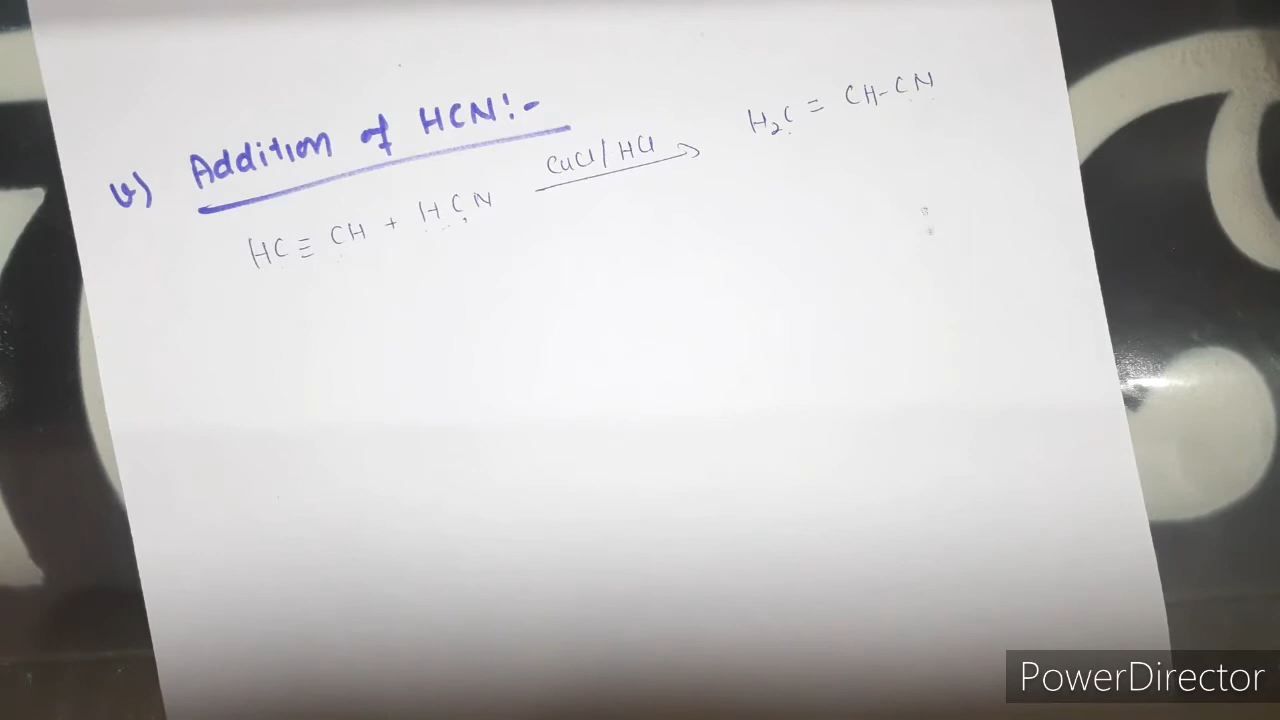 v) Addition of HCN:-
HC ≡ CH + HCN CuCl/HCl → H₂C = CH-CN
PowerDirector